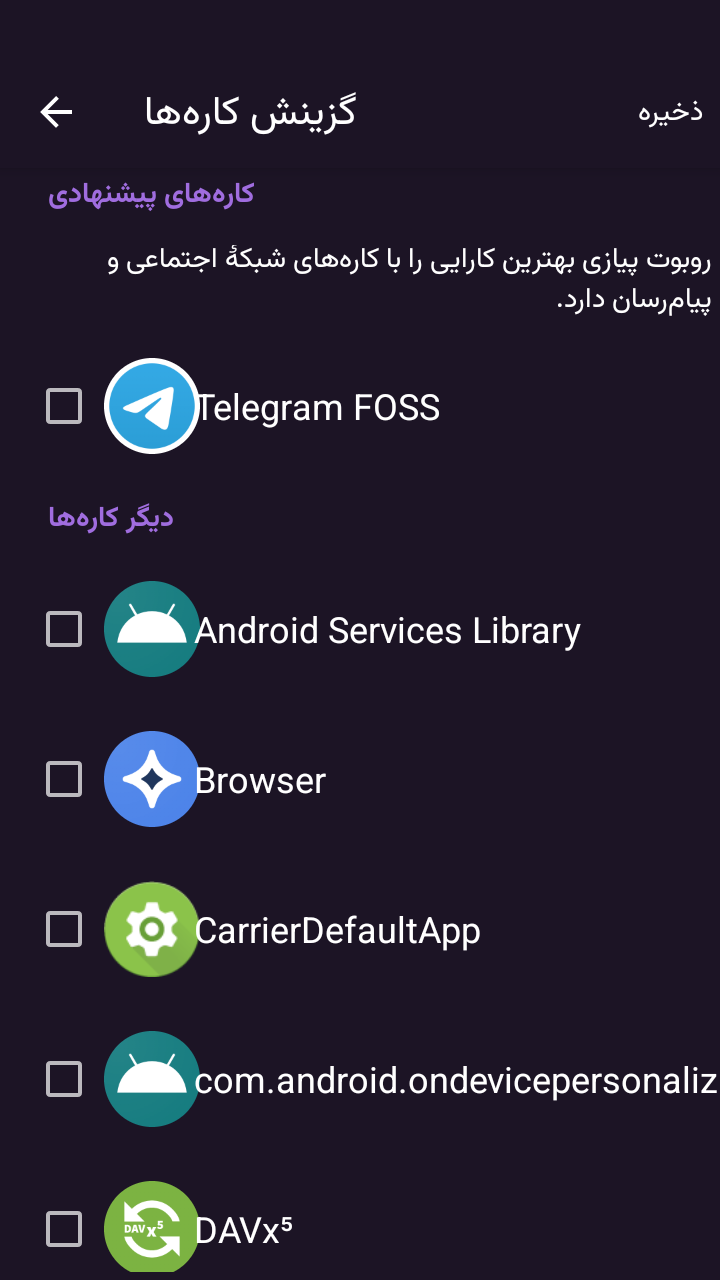 گزینش کاره‌ها
ذخیره
کاره‌های پیشنهادی
روبوت پیازی بهترین کارایی را با کاره‌های شبکهٔ اجتماعی و
پیام‌رسان دارد.
Telegram FOSS
دیگر کاره‌ها
Android Services Library
Browser
CarrierDefaultApp
com.android.ondevicepersonaliz
DAVx⁵
DAVx⁵